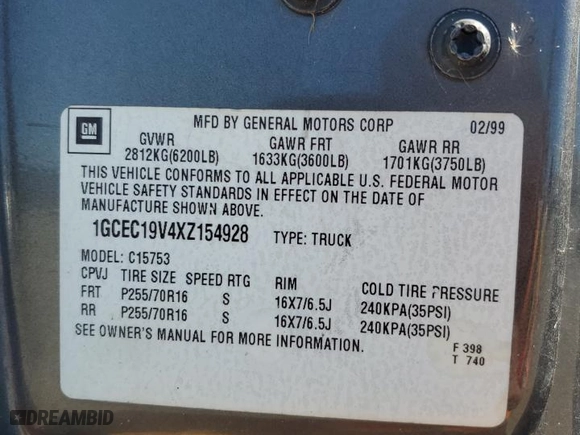 GM
MFD BY GENERAL MOTORS CORP 02/99
GVWR GAWR FRT GAWR RR
2812KG(6200LB) 1633KG(3600LB) 1701KG(3750LB)
THIS VEHICLE CONFORMS TO ALL APPLICABLE U.S. FEDERAL MOTOR
VEHICLE SAFETY STANDARDS IN EFFECT ON THE DATE OF
MANUFACTURE SHOWN ABOVE.
1GCEC19V4XZ154928 TYPE: TRUCK
MODEL: C15753
CPVJ TIRE SIZE SPEED RTG RIM COLD TIRE PRESSURE
FRT P255/70R16 S 16X7/6.5J 240KPA(35PSI)
RR P255/70R16 S 16X7/6.5J 240KPA(35PSI)
SEE OWNER'S MANUAL FOR MORE INFORMATION.
F 398
T 740
DREAMBID